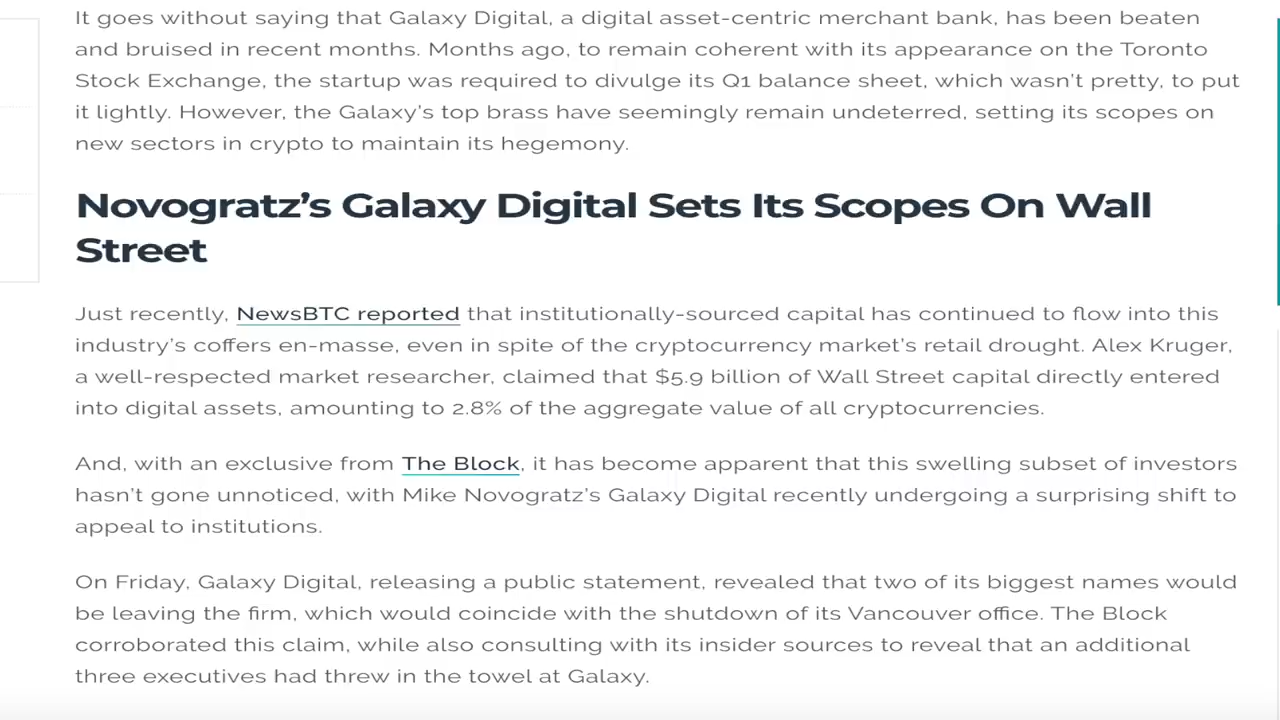 It goes without saying that Galaxy Digital, a digital asset-centric merchant bank, has been beaten
and bruised in recent months. Months ago, to remain coherent with its appearance on the Toronto
Stock Exchange, the startup was required to divulge its Q1 balance sheet, which wasn't pretty, to put
it lightly. However, the Galaxy's top brass have seemingly remain undeterred, setting its scopes on
new sectors in crypto to maintain its hegemony.
Novogratz's Galaxy Digital Sets Its Scopes On Wall
Street
Just recently, NewsBTC reported that institutionally-sourced capital has continued to flow into this
industry's coffers en-masse, even in spite of the cryptocurrency market's retail drought. Alex Kruger,
a well-respected market researcher, claimed that $5.9 billion of Wall Street capital directly entered
into digital assets, amounting to 2.8% of the aggregate value of all cryptocurrencies.
And, with an exclusive from The Block, it has become apparent that this swelling subset of investors
hasn't gone unnoticed, with Mike Novogratz's Galaxy Digital recently undergoing a surprising shift to
appeal to institutions.
On Friday, Galaxy Digital, releasing a public statement, revealed that two of its biggest names would
be leaving the firm, which would coincide with the shutdown of its Vancouver office. The Block
corroborated this claim, while also consulting with its insider sources to reveal that an additional
three executives had threw in the towel at Galaxy.